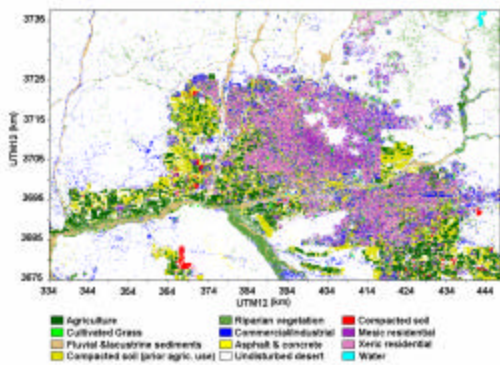 3735
3725
3715
3705
3695
3685
3675
UTM12 (km)
334 344 354 364 374 384 394 404 414 424 434 444
UTM12 (km)
Agriculture
Cultivated Grass
Fluvial &lacustrine sediments
Compacted soil (prior agric. use)
Riparian vegetation
Commercial/Industrial
Asphalt & concrete
Undisturbed desert
Compacted soil
Mesic residential
Xeric residential
Water